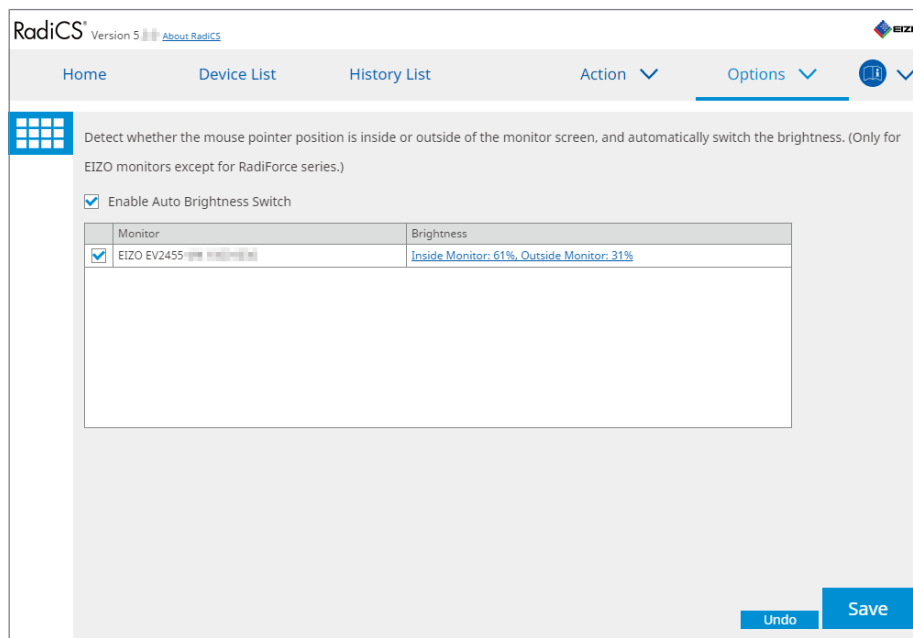 RadiCS® Version 5. About RadiCS
EIZO
Home Device List History List Action Options
Detect whether the mouse pointer position is inside or outside of the monitor screen, and automatically switch the brightness. (Only for
EIZO monitors except for RadiForce series.)
Enable Auto Brightness Switch
Monitor Brightness
EIZO EV2455 Inside Monitor: 61%, Outside Monitor: 31%
Undo Save